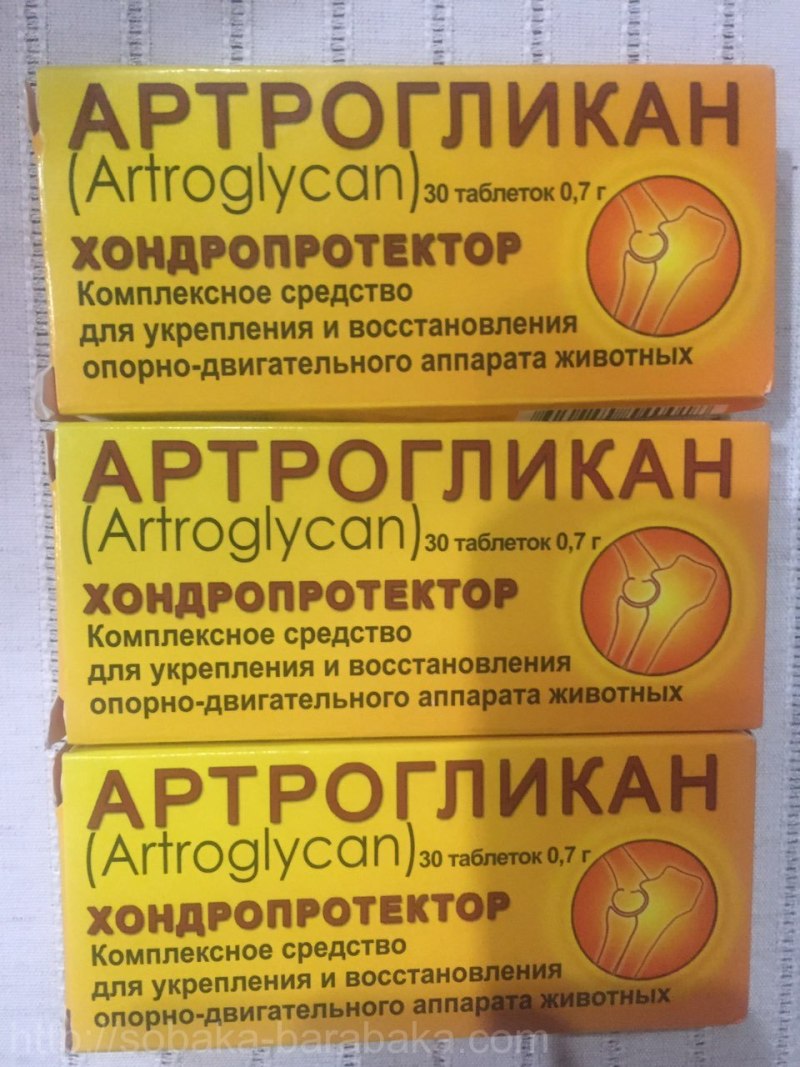 АРТРОГЛИКАН
(Artroglycan) 30 таблеток 0,7 г
ХОНДРОПРОТЕКТОР
Комплексное средство
для укрепления и восстановления
опорно-двигательного аппарата животных
АРТРОГЛИКАН
(Artroglycan) 30 таблеток 0,7 г
ХОНДРОПРОТЕКТОР
Комплексное средство
для укрепления и восстановления
опорно-двигательного аппарата животных
АРТРОГЛИКАН
(Artroglycan) 30 таблеток 0,7 г
ХОНДРОПРОТЕКТОР
Комплексное средство
для укрепления и восстановления
опорно-двигательного аппарата животных
http://sobaka-barabaka.com